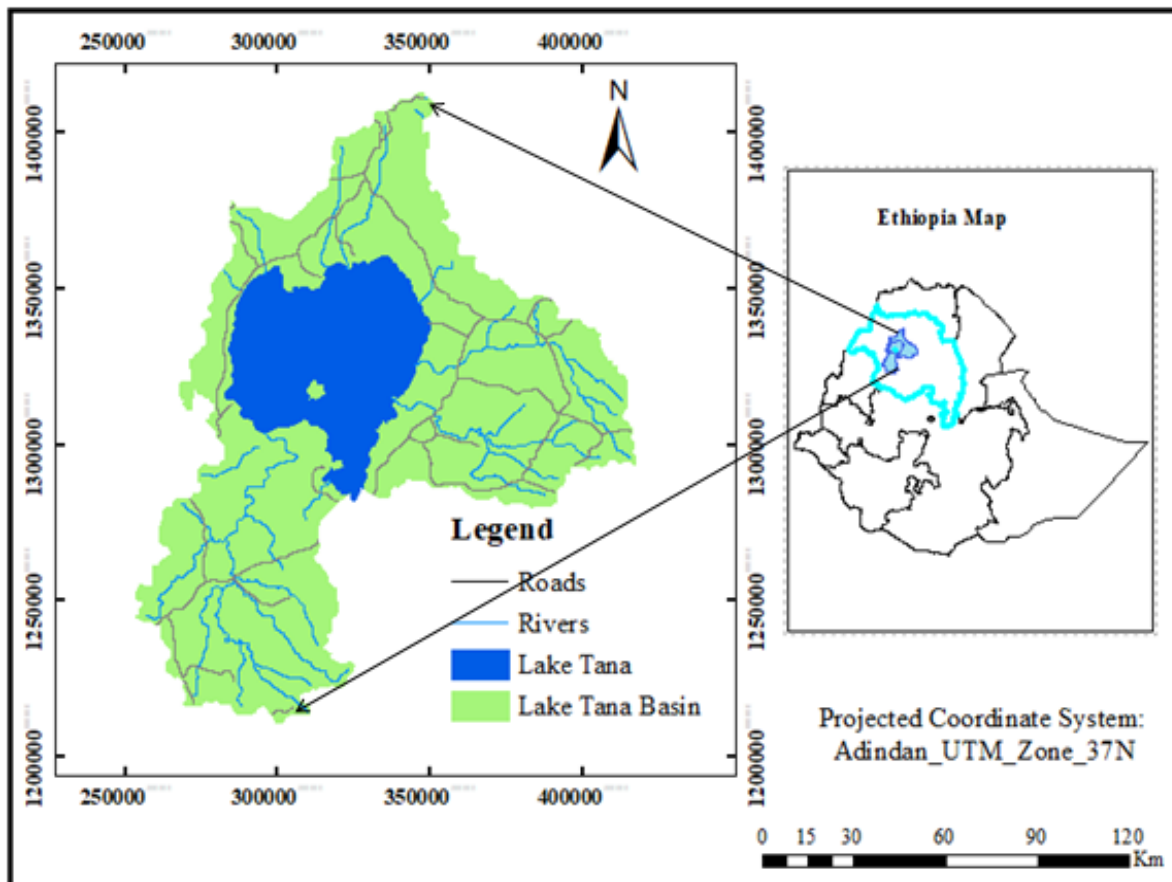 250000 300000 350000 400000
N
1400000
1350000
1300000
1250000
1200000
1400000
1350000
1300000
1250000
1200000
Legend
Roads
Rivers
Lake Tana
Lake Tana Basin
250000 300000 350000 400000
Ethiopia Map
Projected Coordinate System:
Adindan_UTM_Zone_37N
0 15 30 60 90 120
Km